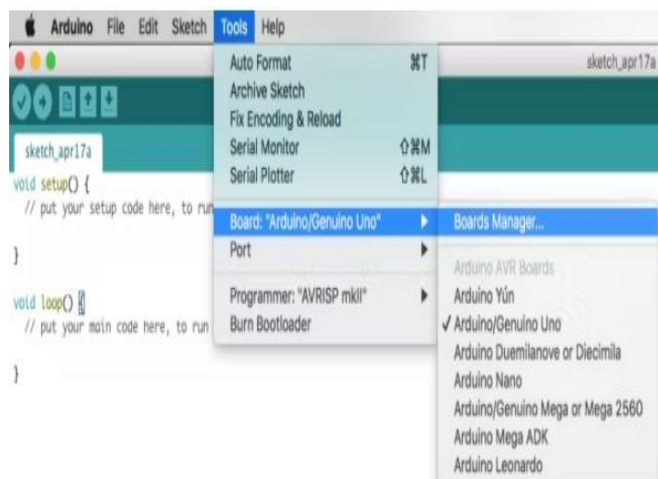 Arduino File Edit Sketch Tools Help
sketch_apr17a
Auto Format ⌘T
Archive Sketch
Fix Encoding & Reload
Serial Monitor ⇧⌘M
Serial Plotter ⇧⌘L
Board: "Arduino/Genuino Uno"
Port
Programmer: "AVRISP mkII"
Burn Bootloader
Boards Manager...
Arduino AVR Boards
Arduino Yún
✓ Arduino/Genuino Uno
Arduino Duemilanove or Diecimila
Arduino Nano
Arduino/Genuino Mega or Mega 2560
Arduino Mega ADK
Arduino Leonardo
sketch_apr17a
void setup() {
// put your setup code here, to run
}
void loop() {
// put your main code here, to run
}